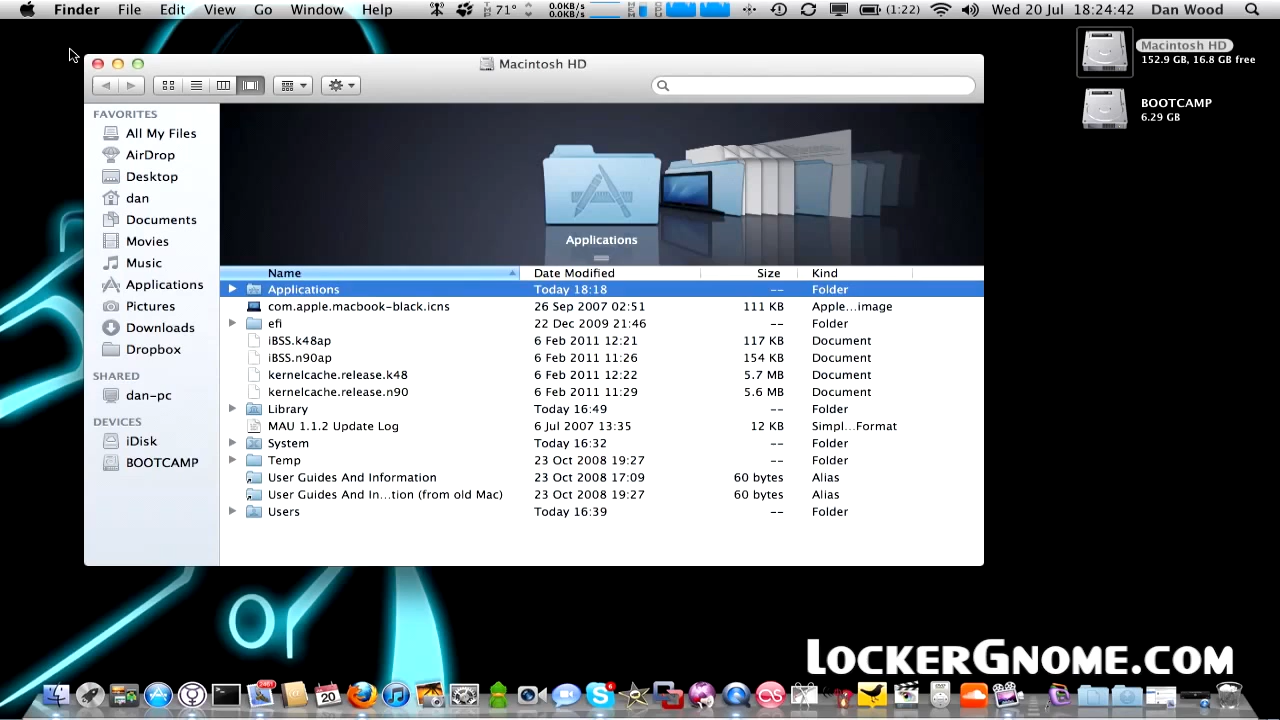 Finder File Edit View Go Window Help 71° 0.0KB/s 0.0KB/s (1:22) Wed 20 Jul 18:24:42 Dan Wood
Macintosh HD
152.9 GB, 16.8 GB free
BOOTCAMP
6.29 GB
Macintosh HD
FAVORITES
All My Files
AirDrop
Desktop
dan
Documents
Movies
Music
Applications
Pictures
Downloads
Dropbox
SHARED
dan-pc
DEVICES
iDisk
BOOTCAMP
Applications
Name Date Modified Size Kind
Applications Today 18:18 -- Folder
com.apple.macbook-black.icns 26 Sep 2007 02:51 111 KB Apple...image
efi 22 Dec 2009 21:46 -- Folder
iBSS.k48ap 6 Feb 2011 12:21 117 KB Document
iBSS.n90ap 6 Feb 2011 11:26 154 KB Document
kernelcache.release.k48 6 Feb 2011 12:22 5.7 MB Document
kernelcache.release.n90 6 Feb 2011 11:29 5.6 MB Document
Library Today 16:49 -- Folder
MAU 1.1.2 Update Log 6 Jul 2007 13:35 12 KB Simpl...Format
System Today 16:32 -- Folder
Temp 23 Oct 2008 19:27 -- Folder
User Guides And Information 23 Oct 2008 17:09 60 bytes Alias
User Guides And In...tion (from old Mac) 23 Oct 2008 19:27 60 bytes Alias
Users Today 16:39 -- Folder
LOCKERGNOME.COM
20